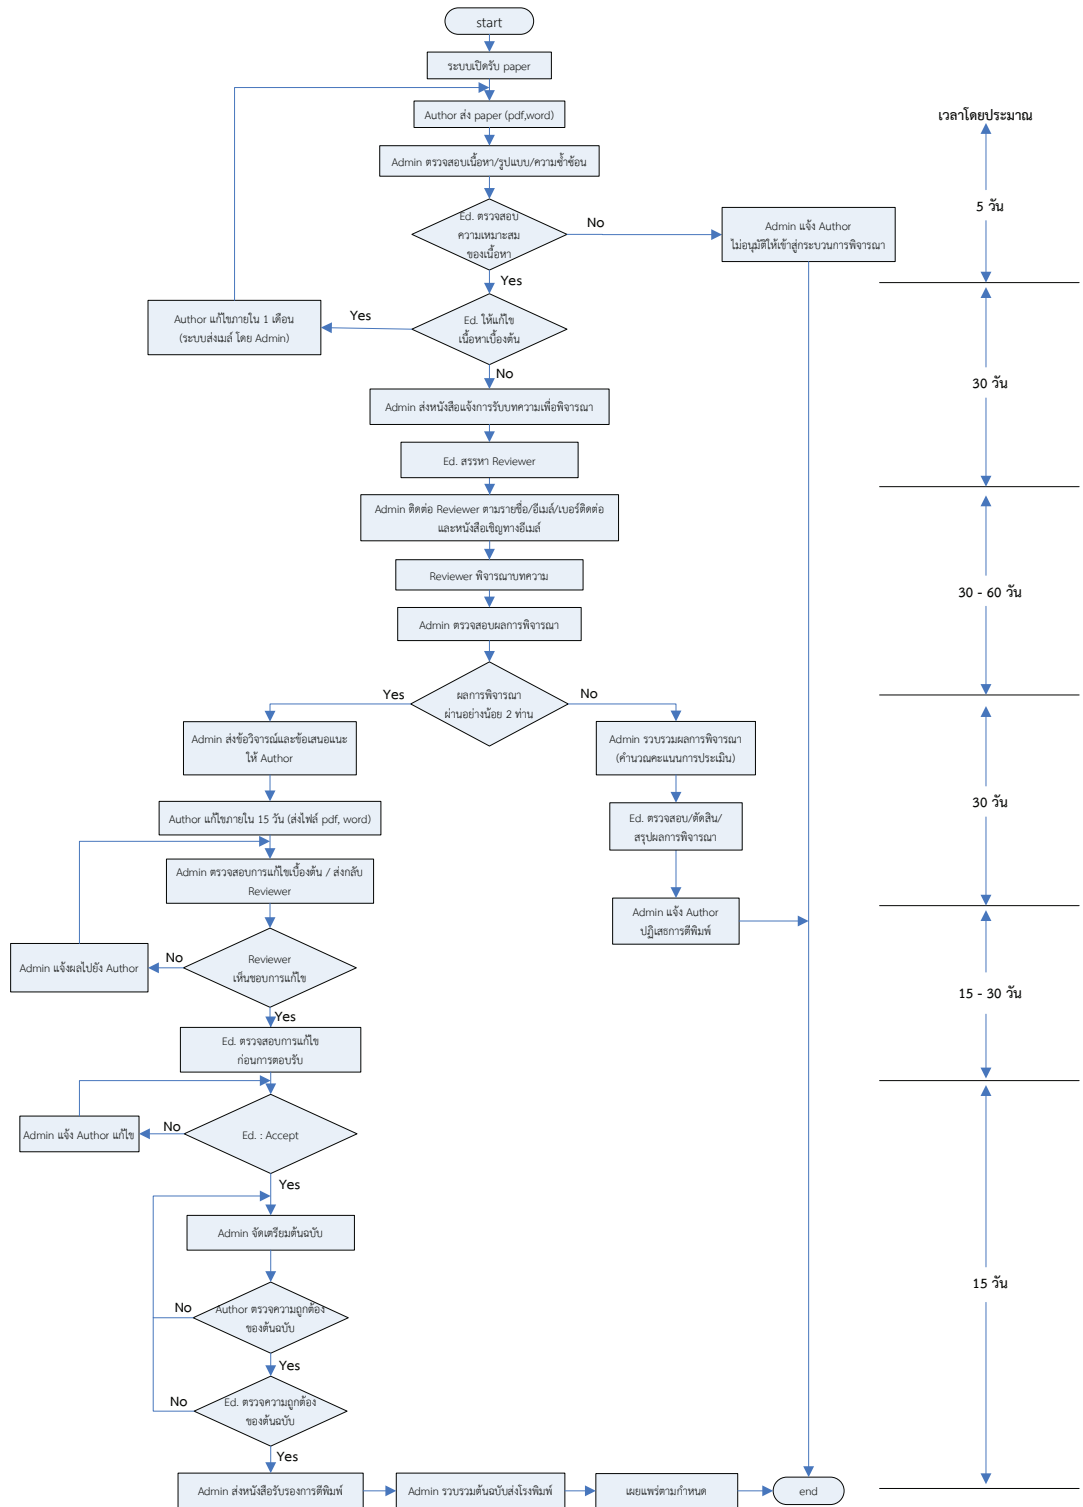 start
ระบบเปิดรับ paper
Author ส่ง paper (pdf,word)
เวลาโดยประมาณ
Admin ตรวจสอบเนื้อหา/รูปแบบ/ความซ้ำซ้อน
5 วัน
Ed. ตรวจสอบ
ความเหมาะสม
ของเนื้อหา
No
Admin แจ้ง Author
ไม่อนุมัติให้เข้าสู่กระบวนการพิจารณา
Yes
Ed. ให้แก้ไข
เนื้อหาเบื้องต้น
Yes
Author แก้ไขภายใน 1 เดือน
(ระบบส่งเมล์ โดย Admin)
No
30 วัน
Admin ส่งหนังสือแจ้งการรับบทความเพื่อพิจารณา
Ed. สรรหา Reviewer
Admin ติดต่อ Reviewer ตามรายชื่อ/อีเมล์/เบอร์ติดต่อ
และหนังสือเชิญทางอีเมล์
Reviewer พิจารณาบทความ
30 - 60 วัน
Admin ตรวจสอบผลการพิจารณา
ผลการพิจารณา
ผ่านอย่างน้อย 2 ท่าน
Yes
No
Admin ส่งข้อวิจารณ์และข้อเสนอแนะ
ให้ Author
Admin รวบรวมผลการพิจารณา
(คำนวณคะแนนการประเมิน)
30 วัน
Author แก้ไขภายใน 15 วัน (ส่งไฟล์ pdf, word)
Ed. ตรวจสอบ/ตัดสิน/
สรุปผลการพิจารณา
Admin ตรวจสอบการแก้ไขเบื้องต้น / ส่งกลับ
Reviewer
Admin แจ้ง Author
ปฏิเสธการตีพิมพ์
Reviewer
เห็นชอบการแก้ไข
No
Admin แจ้งผลไปยัง Author
15 - 30 วัน
Yes
Ed. ตรวจสอบการแก้ไข
ก่อนการตอบรับ
Ed. : Accept
No
Admin แจ้ง Author แก้ไข
Yes
Admin จัดเตรียมต้นฉบับ
15 วัน
Author ตรวจความถูกต้อง
ของต้นฉบับ
No
Yes
Ed. ตรวจความถูกต้อง
ของต้นฉบับ
No
Yes
Admin ส่งหนังสือรับรองการตีพิมพ์
Admin รวบรวมต้นฉบับส่งโรงพิมพ์
เผยแพร่ตามกำหนด
end